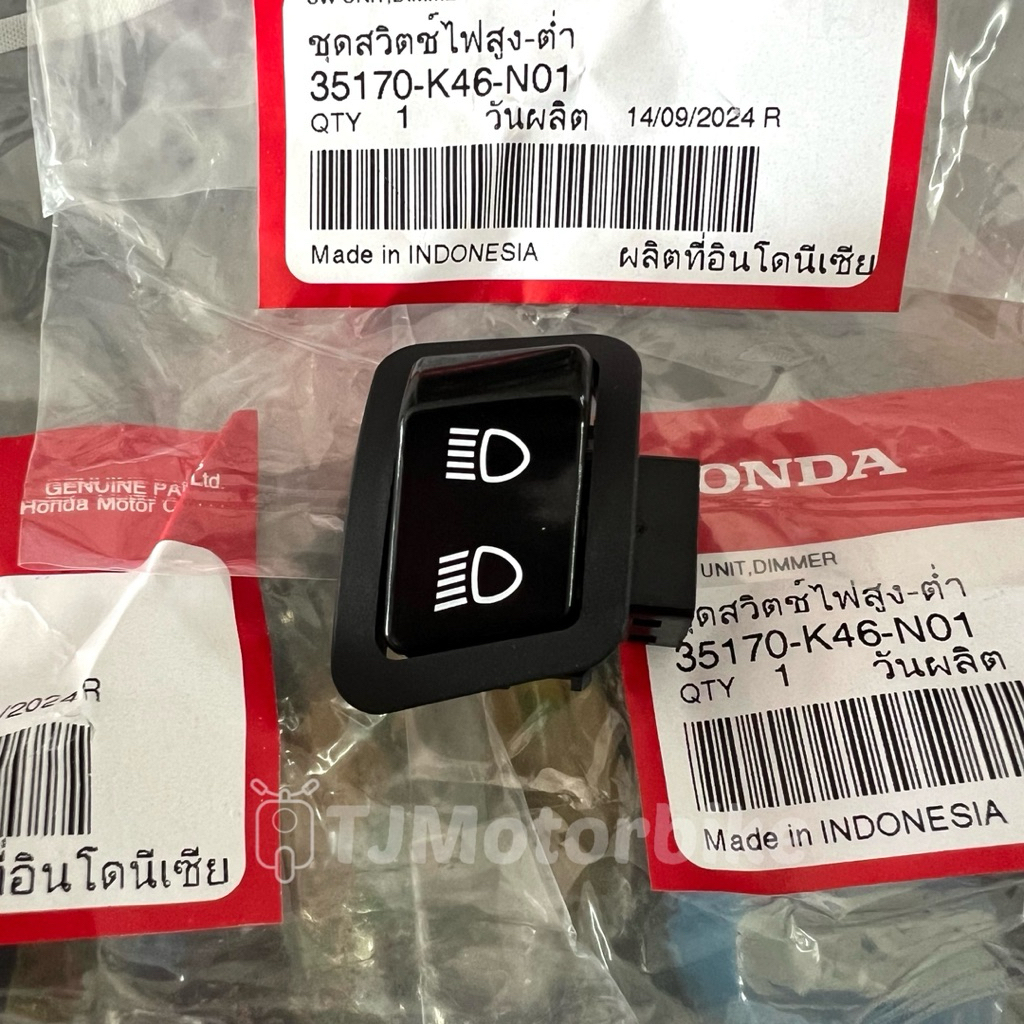 SW UNIT,DIMMER
ชุดสวิตช์ไฟสูง-ต่ำ
35170-K46-N01
QTY 1 วันผลิต 14/09/2024 R
Made in INDONESIA ผลิตที่อินโดนีเซีย
GENUINE PA Ltd.
Honda Motor C
HONDA
UNIT,DIMMER
ชุดสวิตช์ไฟสูง-ต่ำ
35170-K46-N01
QTY 1 วันผลิต
/2024 R
Made in INDONESIA
ที่อินโดนีเซีย
TJMotorbike